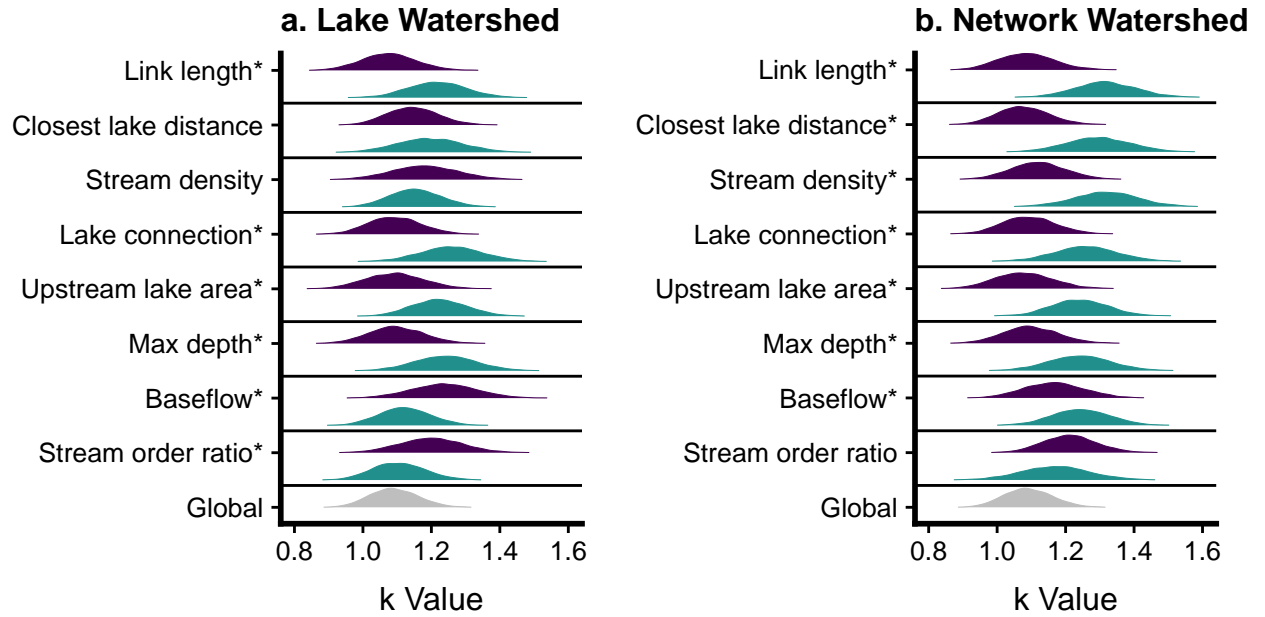 a. Lake Watershed
Link length*
Closest lake distance
Stream density
Lake connection*
Upstream lake area*
Max depth*
Baseflow*
Stream order ratio*
Global
0.8 1.0 1.2 1.4 1.6
k Value
b. Network Watershed
Link length*
Closest lake distance*
Stream density*
Lake connection*
Upstream lake area*
Max depth*
Baseflow*
Stream order ratio
Global
0.8 1.0 1.2 1.4 1.6
k Value